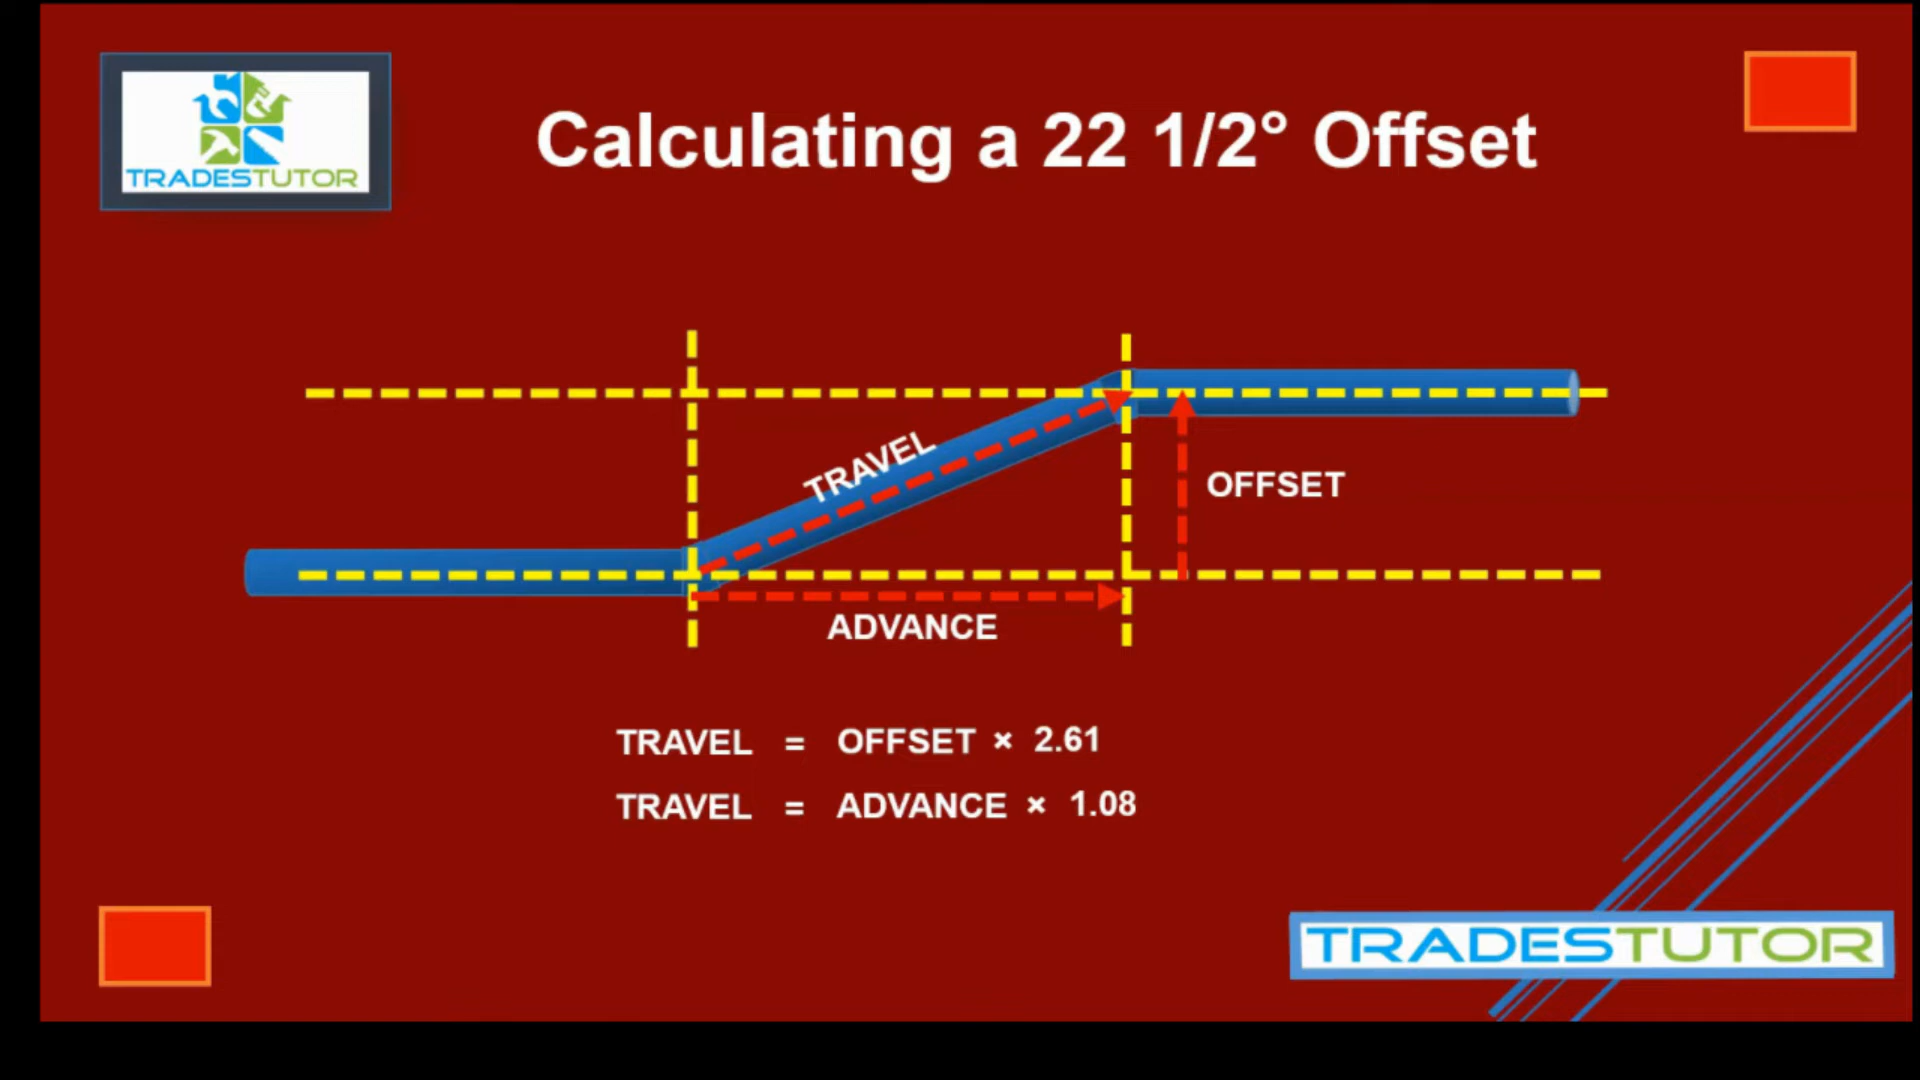 TRADESTUTOR
Calculating a 22 1/2° Offset
TRAVEL
OFFSET
ADVANCE
TRAVEL = OFFSET × 2.61
TRAVEL = ADVANCE × 1.08
TRADESTUTOR